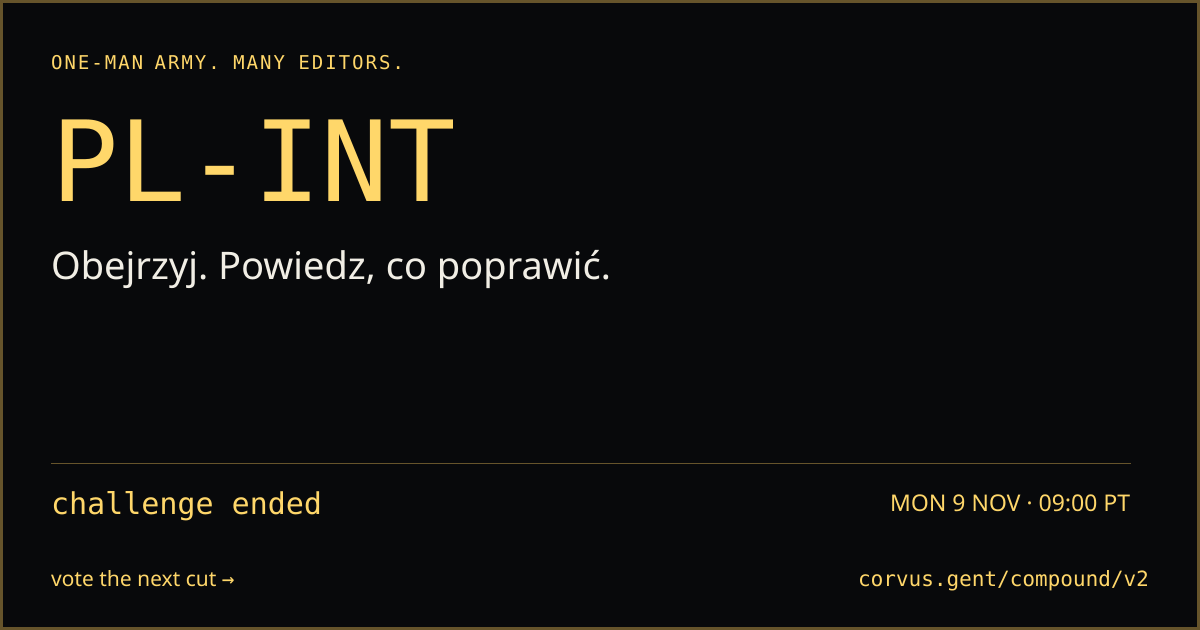 ONE-MAN ARMY. MANY EDITORS.
PL-INT
Obejrzyj. Powiedz, co poprawić.
challenge ended
MON 9 NOV · 09:00 PT
vote the next cut →
corvus.gent/compound/v2